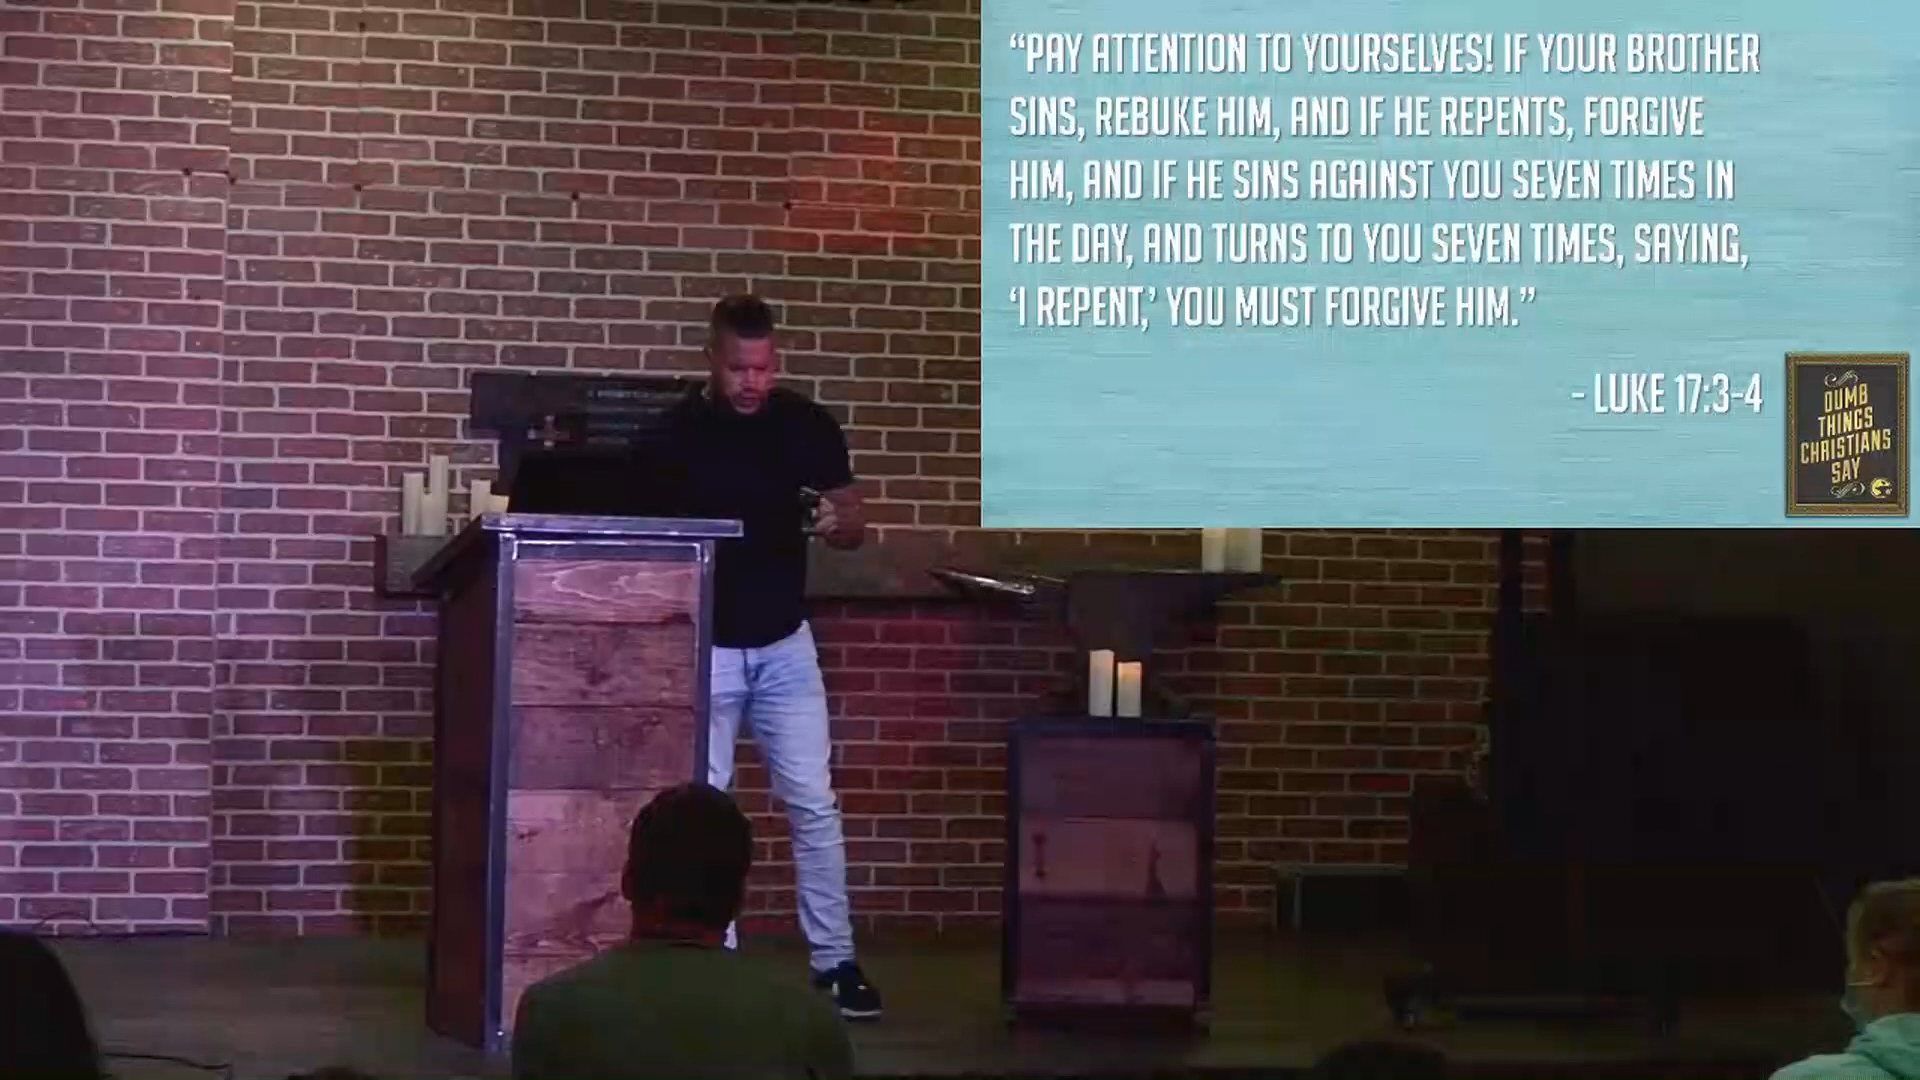 “PAY ATTENTION TO YOURSELVES! IF YOUR BROTHER
SINS, REBUKE HIM, AND IF HE REPENTS, FORGIVE
HIM, AND IF HE SINS AGAINST YOU SEVEN TIMES IN
THE DAY, AND TURNS TO YOU SEVEN TIMES, SAYING,
‘I REPENT,’ YOU MUST FORGIVE HIM.”
- LUKE 17:3-4
DUMB
THINGS
CHRISTIANS
SAY